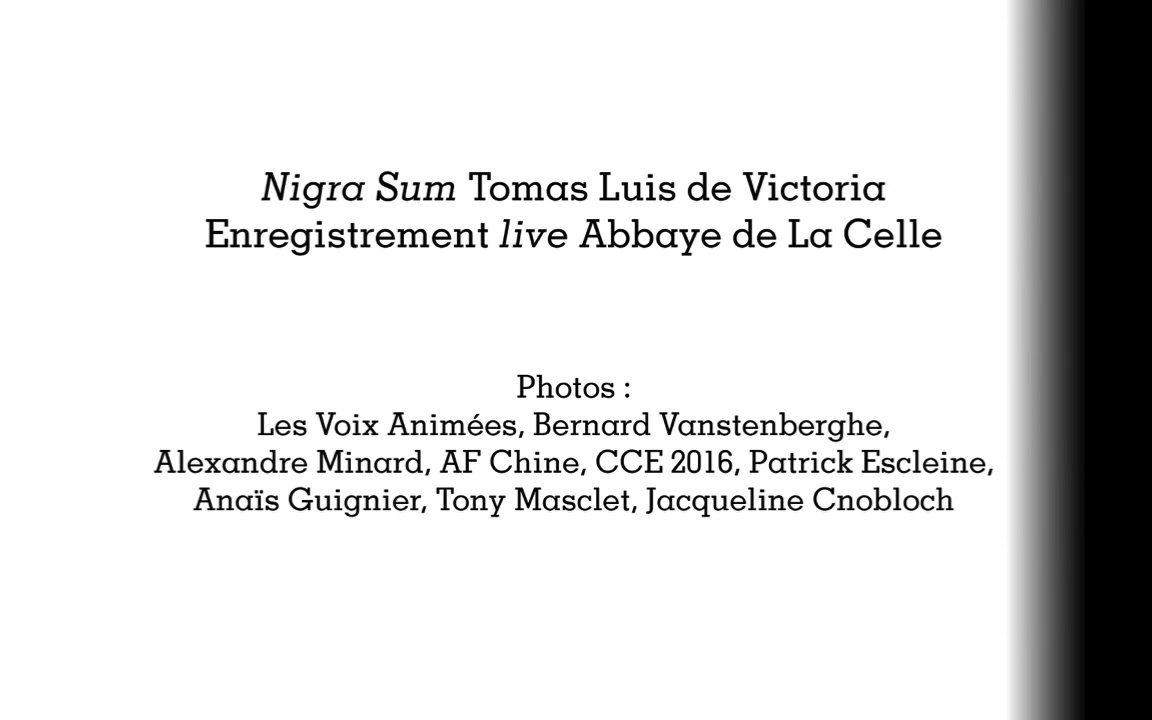 Nigra Sum Tomas Luis de Victoria
Enregistrement live Abbaye de La Celle
Photos :
Les Voix Animées, Bernard Vanstenberghe,
Alexandre Minard, AF Chine, CCE 2016, Patrick Escleine,
Anaïs Guignier, Tony Masclet, Jacqueline Cnobloch